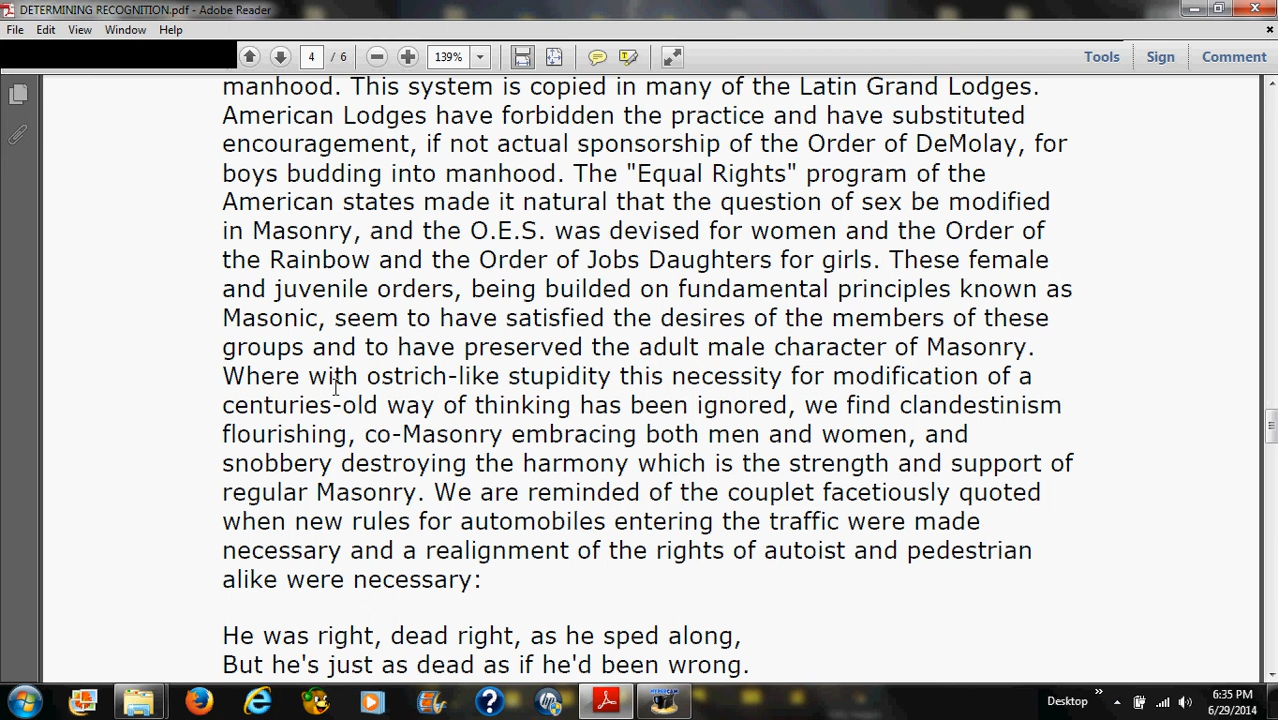 DETERMINING RECOGNITION.pdf - Adobe Reader
File Edit View Window Help
4 / 6 139% Tools Sign Comment
manhood. This system is copied in many of the Latin Grand Lodges.
American Lodges have forbidden the practice and have substituted
encouragement, if not actual sponsorship of the Order of DeMolay, for
boys budding into manhood. The "Equal Rights" program of the
American states made it natural that the question of sex be modified
in Masonry, and the O.E.S. was devised for women and the Order of
the Rainbow and the Order of Jobs Daughters for girls. These female
and juvenile orders, being builded on fundamental principles known as
Masonic, seem to have satisfied the desires of the members of these
groups and to have preserved the adult male character of Masonry.
Where with ostrich-like stupidity this necessity for modification of a
centuries-old way of thinking has been ignored, we find clandestinism
flourishing, co-Masonry embracing both men and women, and
snobbery destroying the harmony which is the strength and support of
regular Masonry. We are reminded of the couplet facetiously quoted
when new rules for automobiles entering the traffic were made
necessary and a realignment of the rights of autoist and pedestrian
alike were necessary:
He was right, dead right, as he sped along,
But he's just as dead as if he'd been wrong.
Desktop
6:35 PM
6/29/2014